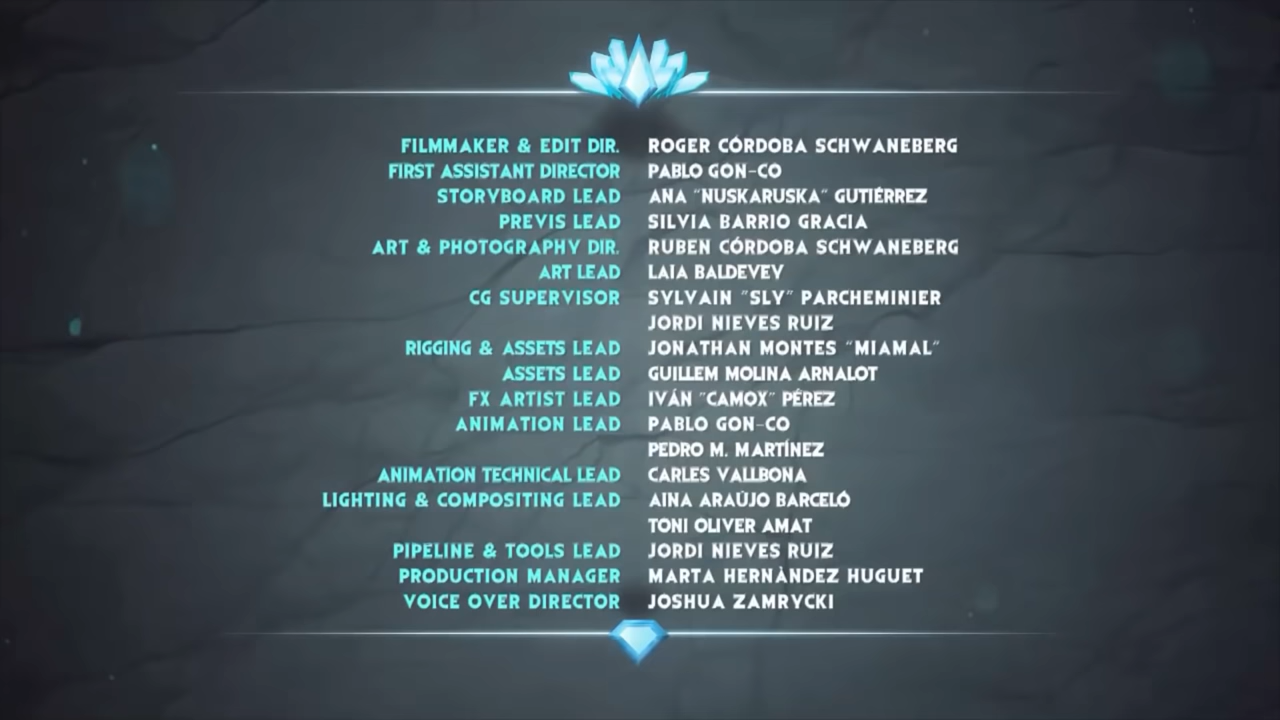 FILMMAKER & EDIT DIR. ROGER CÓRDOBA SCHWANEBERG
FIRST ASSISTANT DIRECTOR PABLO GON-CO
STORYBOARD LEAD ANA "NUSKARUSKA" GUTIÉRREZ
PREVIS LEAD SILVIA BARRIO GRACIA
ART & PHOTOGRAPHY DIR. RUBEN CÓRDOBA SCHWANEBERG
ART LEAD LAIA BALDEVEY
CG SUPERVISOR SYLVAIN "SLY" PARCHEMINIER
JORDI NIEVES RUIZ
RIGGING & ASSETS LEAD JONATHAN MONTES "MIAMAL"
ASSETS LEAD GUILLEM MOLINA ARNALOT
FX ARTIST LEAD IVÁN "CAMOX" PÉREZ
ANIMATION LEAD PABLO GON-CO
PEDRO M. MARTÍNEZ
ANIMATION TECHNICAL LEAD CARLES VALLBONA
LIGHTING & COMPOSITING LEAD AINA ARAÚJO BARCELÓ
TONI OLIVER AMAT
PIPELINE & TOOLS LEAD JORDI NIEVES RUIZ
PRODUCTION MANAGER MARTA HERNÀNDEZ HUGUET
VOICE OVER DIRECTOR JOSHUA ZAMRYCKI